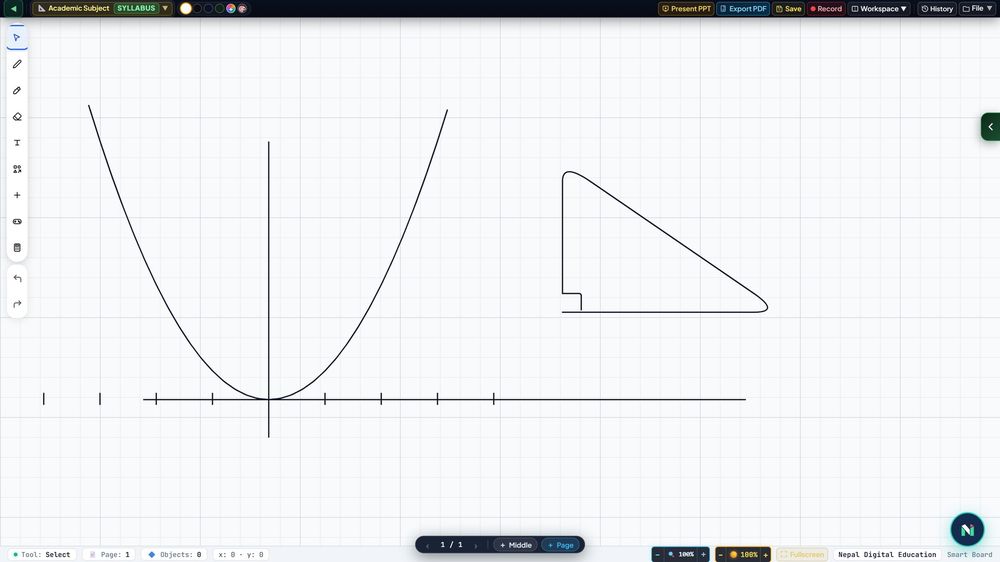 Academic Subject SYLLABUS ▼
Present PPT Export PDF Save Record Workspace ▼ History File ▼
T
1 / 1 + Middle + Page
Tool: Select Page: 1 Objects: 0 x: 0 · y: 0
− 100% + − 100% + Fullscreen Nepal Digital Education Smart Board
N